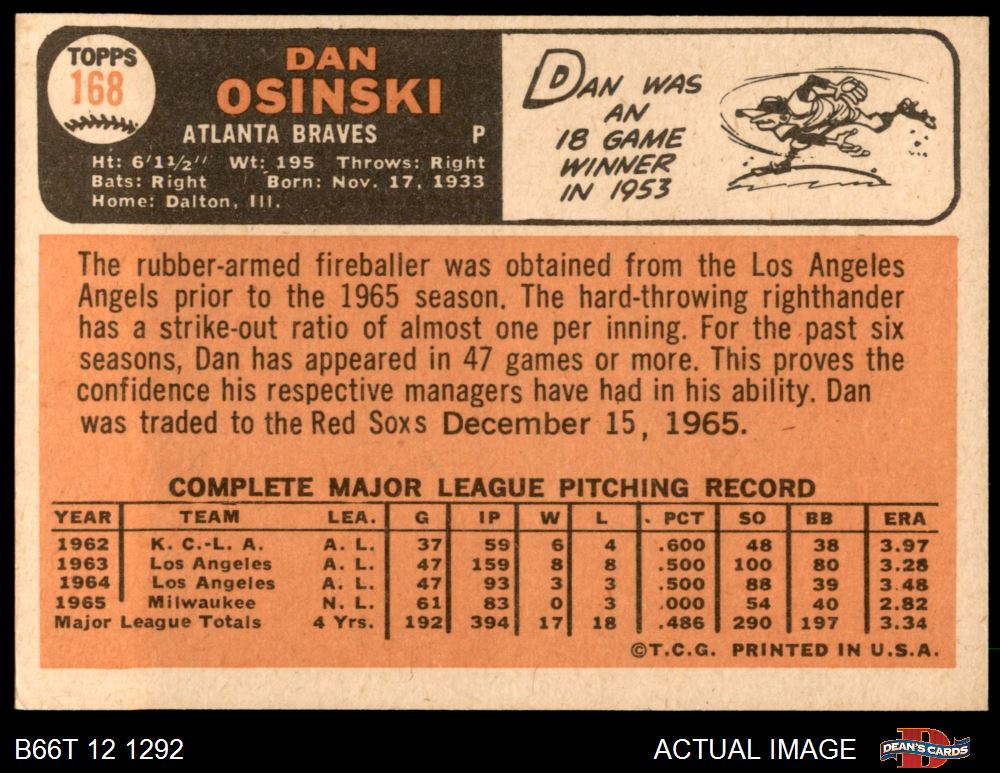 TOPPS
168
DAN
OSINSKI
ATLANTA BRAVES P
Ht: 6'11/2" Wt: 195 Throws: Right
Bats: Right Born: Nov. 17, 1933
Home: Dalton, Ill.
DAN WAS
AN
18 GAME
WINNER
IN 1953
The rubber-armed fireballer was obtained from the Los Angeles
Angels prior to the 1965 season. The hard-throwing righthander
has a strike-out ratio of almost one per inning. For the past six
seasons, Dan has appeared in 47 games or more. This proves the
confidence his respective managers have had in his ability. Dan
was traded to the Red Soxs December 15, 1965.
COMPLETE MAJOR LEAGUE PITCHING RECORD
YEAR TEAM LEA. G IP W L PCT SO BB ERA
1962 K. C.-L. A. A. L. 37 59 6 4 .600 48 38 3.97
1963 Los Angeles A. L. 47 159 8 8 .500 100 80 3.28
1964 Los Angeles A. L. 47 93 3 3 .500 88 39 3.48
1965 Milwaukee N. L. 61 83 0 3 .000 54 40 2.82
Major League Totals 4 Yrs. 192 394 17 18 .486 290 197 3.34
©T.C.G. PRINTED IN U.S.A.
B66T 12 1292
ACTUAL IMAGE
DEAN'S CARDS